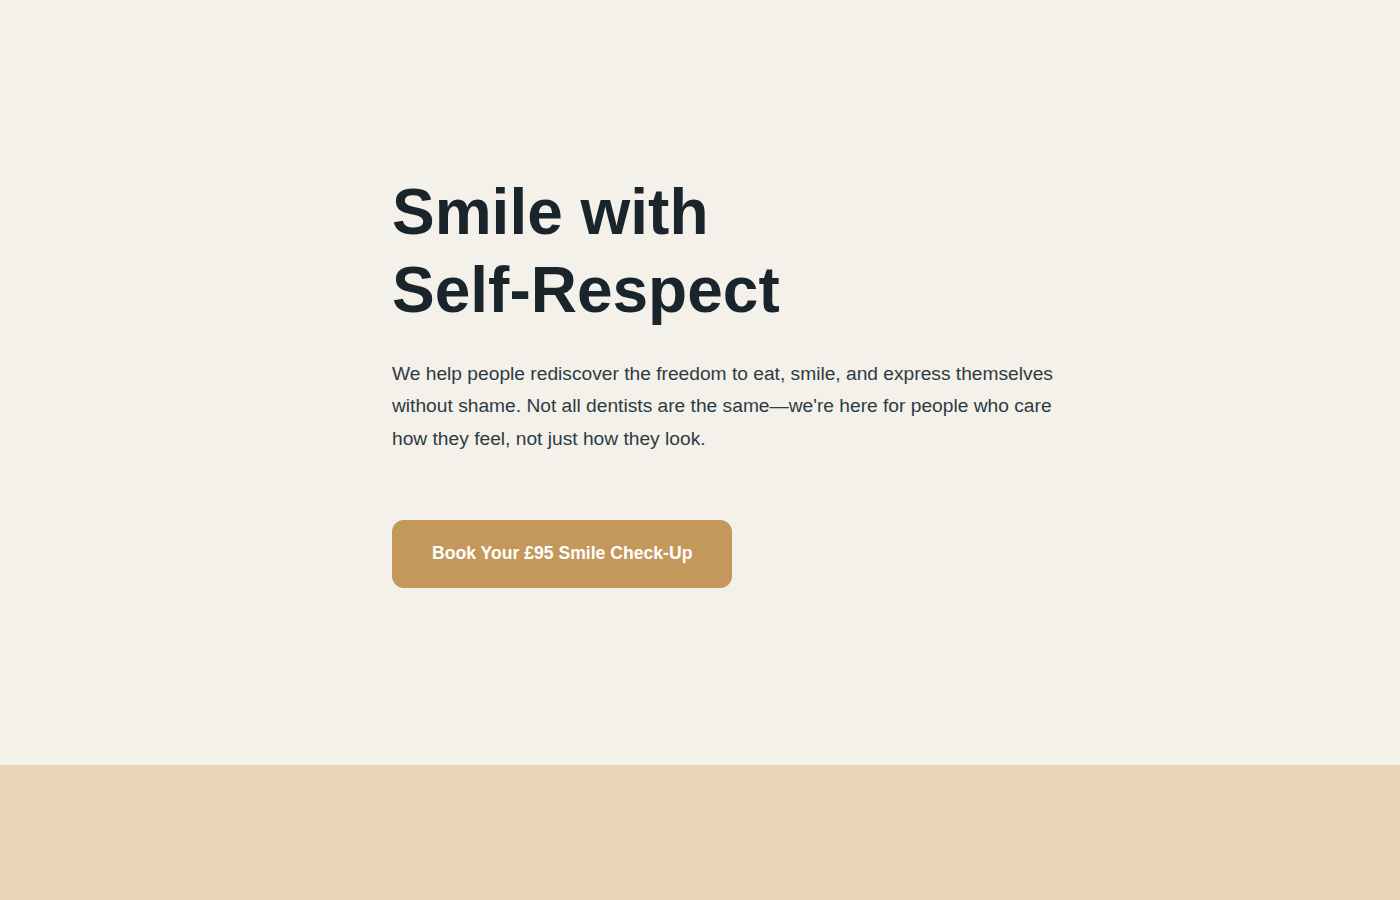 Smile with
Self-Respect
We help people rediscover the freedom to eat, smile, and express themselves
without shame. Not all dentists are the same—we're here for people who care
how they feel, not just how they look.
Book Your £95 Smile Check-Up